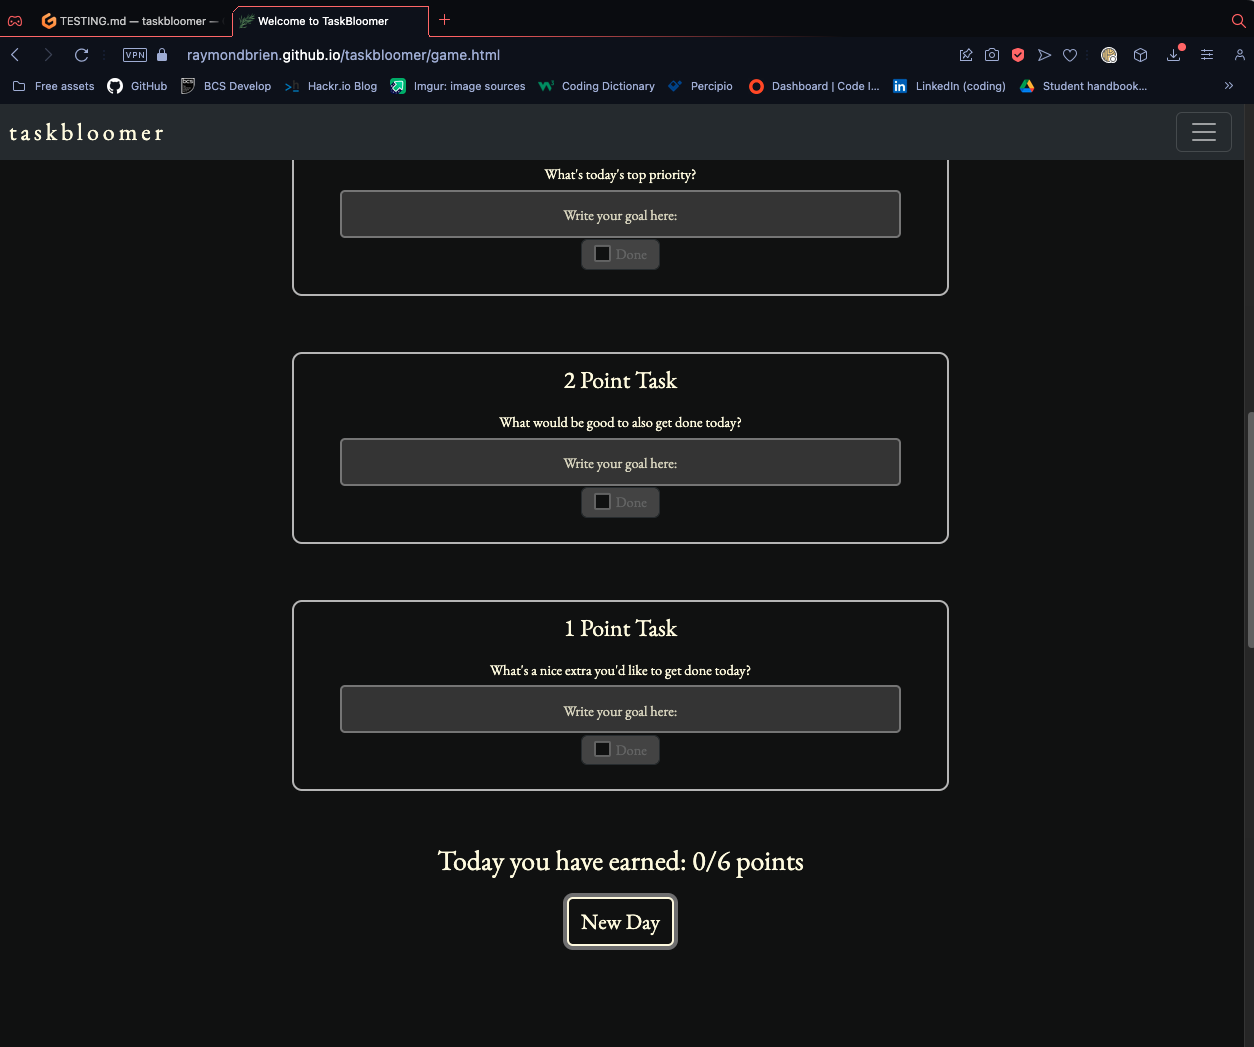 TESTING.md — taskbloomer —
Welcome to TaskBloomer
VPN
raymondbrien.github.io/taskbloomer/game.html
Free assets
GitHub
BCS Develop
Hackr.io Blog
Imgur: image sources
Coding Dictionary
Percipio
Dashboard | Code I...
LinkedIn (coding)
Student handbook...
taskbloomer
What's today's top priority?
Write your goal here:
Done
2 Point Task
What would be good to also get done today?
Write your goal here:
Done
1 Point Task
What's a nice extra you'd like to get done today?
Write your goal here:
Done
Today you have earned: 0/6 points
New Day